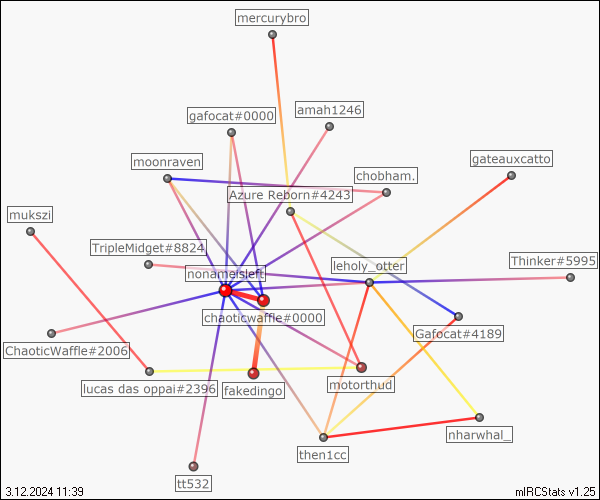 mercurybro
amah1246
gafocat#0000
moonraven
gateauxcatto
chobham.
Azure Reborn#4243
mukszi
TripleMidget#8824
Thinker#5995
leholy_otter
nonameisleft
chaoticwaffle#0000
Gafocat#4189
ChaoticWaffle#2006
lucas das oppai#2396
fakedingo
motorthud
nharwhal_
then1cc
tt532
3.12.2024 11:39
mIRCStats v1.25